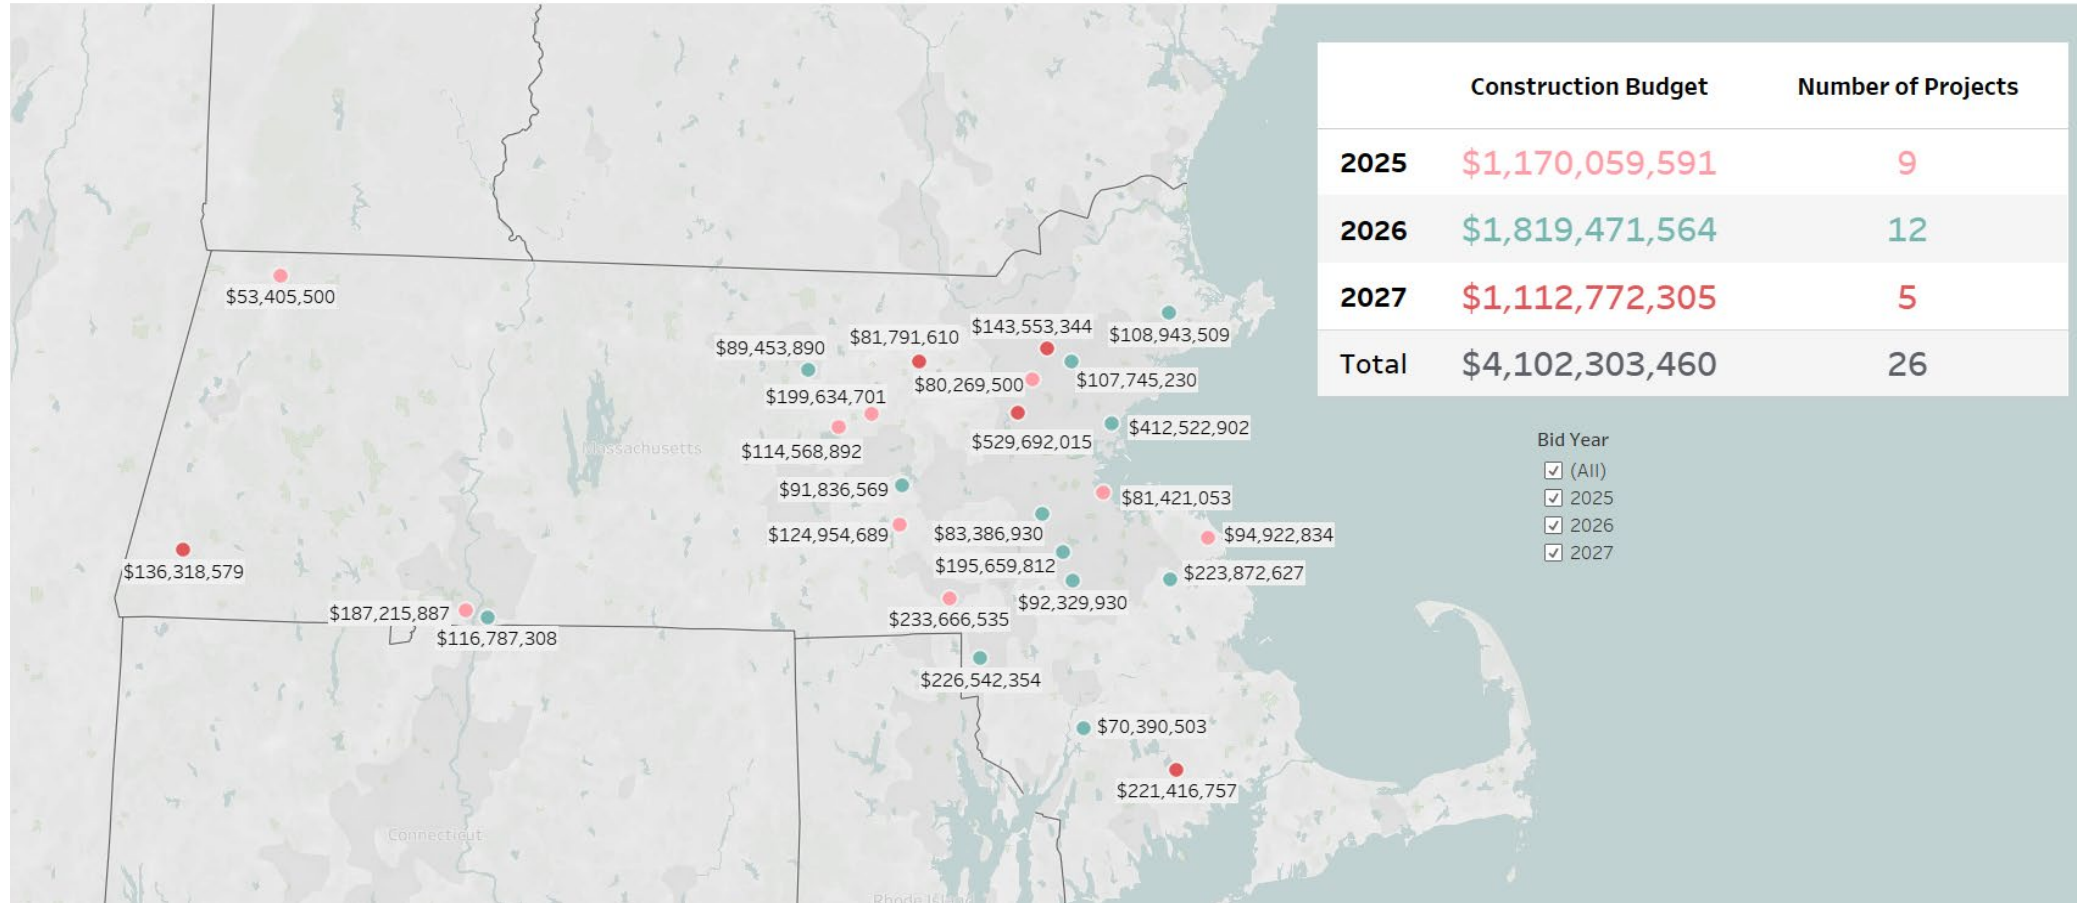 Construction Budget Number of Projects
2025 $1,170,059,591 9
2026 $1,819,471,564 12
2027 $1,112,772,305 5
Total $4,102,303,460 26
Bid Year
(All)
2025
2026
2027
$53,405,500
$143,553,344
$108,943,509
$81,791,610
$89,453,890
$80,269,500
$107,745,230
$199,634,701
$412,522,902
$529,692,015
Massachusetts
$114,568,892
$91,836,569
$81,421,053
$124,954,689
$83,386,930
$94,922,834
$195,659,812
$136,318,579
$223,872,627
$92,329,930
$187,215,887
$233,666,535
$116,787,308
$226,542,354
$70,390,503
$221,416,757
Connecticut
Rhode Island